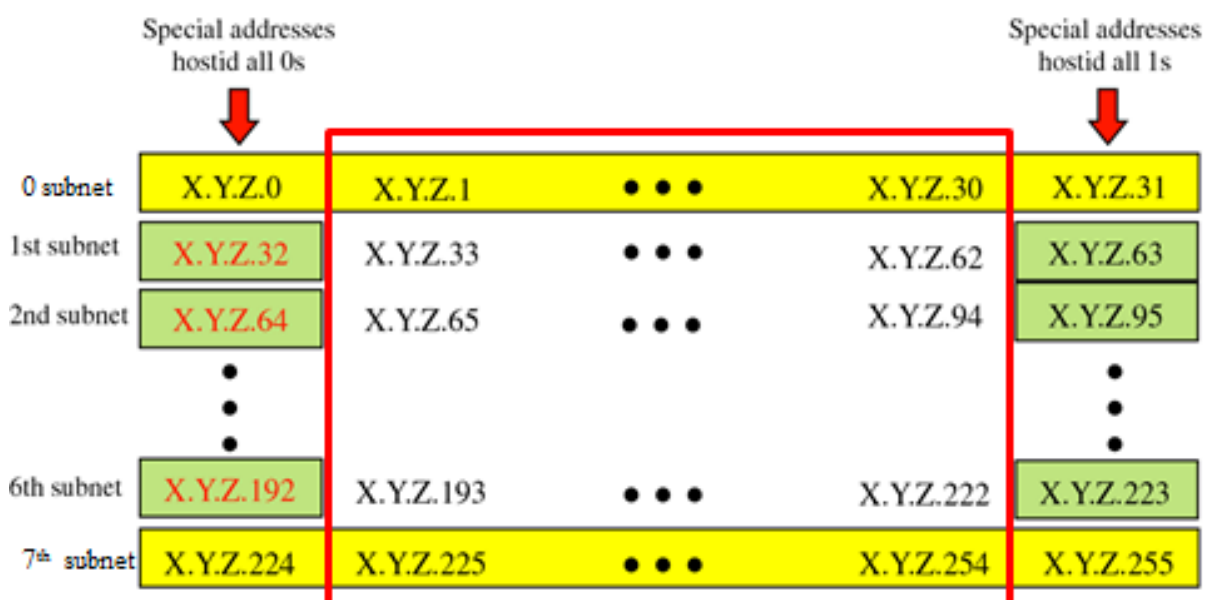 Special addresses
hostid all 0s
Special addresses
hostid all 1s
0 subnet X.Y.Z.0 X.Y.Z.1 ••• X.Y.Z.30 X.Y.Z.31
1st subnet X.Y.Z.32 X.Y.Z.33 ••• X.Y.Z.62 X.Y.Z.63
2nd subnet X.Y.Z.64 X.Y.Z.65 ••• X.Y.Z.94 X.Y.Z.95
6th subnet X.Y.Z.192 X.Y.Z.193 ••• X.Y.Z.222 X.Y.Z.223
7th subnet X.Y.Z.224 X.Y.Z.225 ••• X.Y.Z.254 X.Y.Z.255